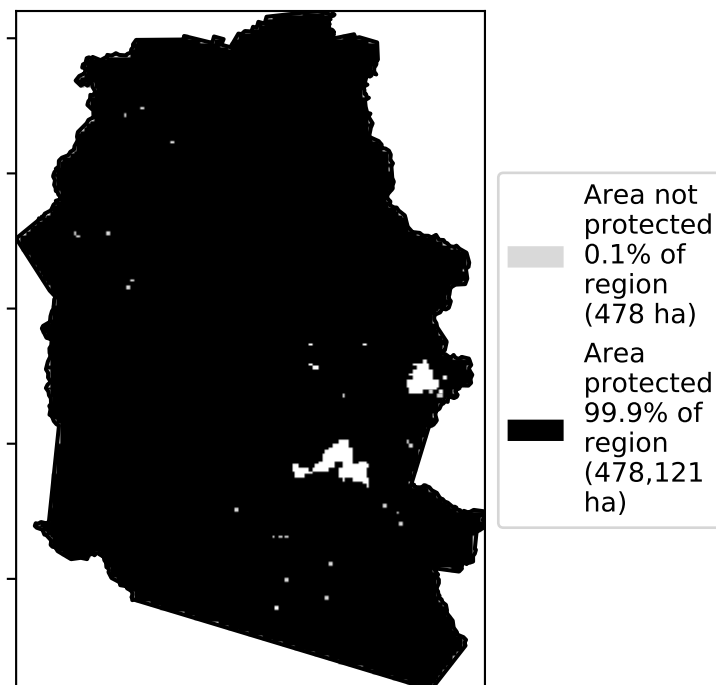 Area not
protected
0.1% of
region
(478 ha)
Area
protected
99.9% of
region
(478,121
ha)